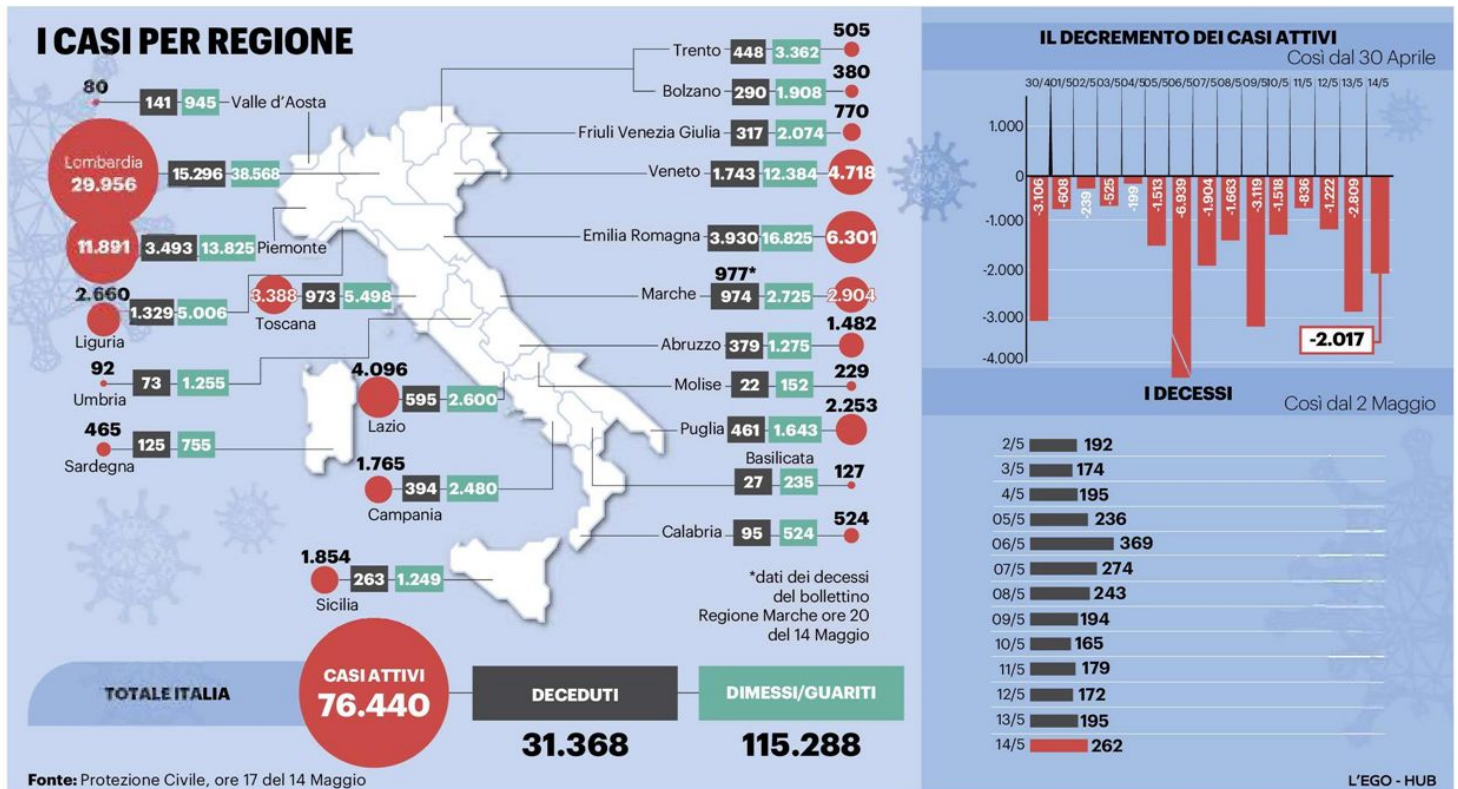 I CASI PER REGIONE
80
141 945 Valle d'Aosta
Lombardia
29.956 15.296 38.568
11.891 3.493 13.825 Piemonte
2.660
1.329 5.006
Liguria
3.388 973 5.498
Toscana
92
73 1.255
Umbria
465
125 755
Sardegna
4.096
595 2.600
Lazio
1.765
394 2.480
Campania
1.854
263 1.249
Sicilia
505
Trento 448 3.362
380
Bolzano 290 1.908
770
Friuli Venezia Giulia 317 2.074
Veneto 1.743 12.384 4.718
Emilia Romagna 3.930 16.825 6.301
977*
Marche 974 2.725 2.904
1.482
Abruzzo 379 1.275
229
Molise 22 152
2.253
Puglia 461 1.643
Basilicata
127
27 235
524
Calabria 95 524
*dati dei decessi
del bollettino
Regione Marche ore 20
del 14 Maggio
TOTALE ITALIA
CASI ATTIVI
76.440
DECEDUTI
31.368
DIMESSI/GUARITI
115.288
Fonte: Protezione Civile, ore 17 del 14 Maggio
IL DECREMENTO DEI CASI ATTIVI
Così dal 30 Aprile
30/4 01/5 02/5 03/5 04/5 05/5 06/5 07/5 08/5 09/5 10/5 11/5 12/5 13/5 14/5
1.000
0
-1.000
-2.000
-3.000
-4.000
-3.106
-608
-239
-525
-199
-1.513
-6.939
-1.904
-1.663
-3.119
-1.518
-836
-1.222
-2.809
-2.017
I DECESSI
Così dal 2 Maggio
2/5 192
3/5 174
4/5 195
05/5 236
06/5 369
07/5 274
08/5 243
09/5 194
10/5 165
11/5 179
12/5 172
13/5 195
14/5 262
L'EGO - HUB